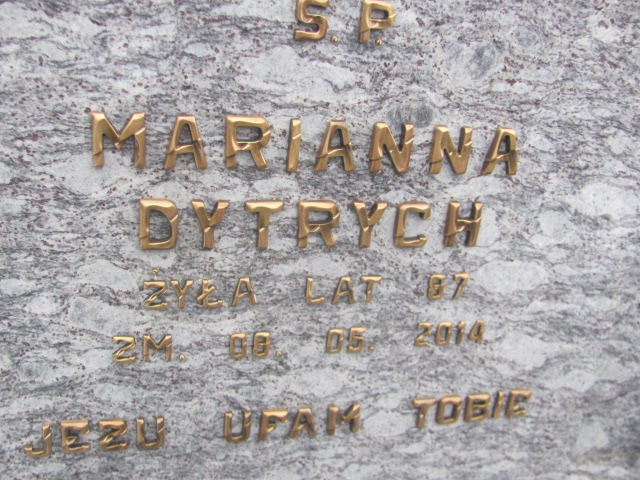 Ś.P.
MARIANNA
DYTRYCH
ŻYŁA LAT 87
ZM. 08. 05. 2014
JEZU UFAM TOBIE